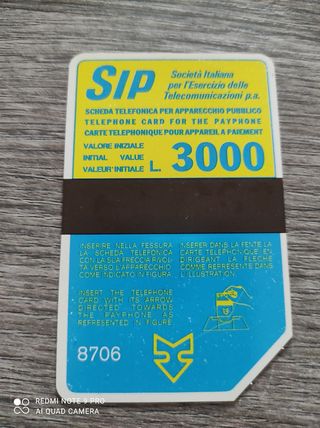 SIP
Società Italiana
per l'Esercizio delle
Telecomunicazioni p.a.
SCHEDA TELEFONICA PER APPARECCHIO PUBBLICO
TELEPHONE CARD FOR THE PAYPHONE
CARTE TELEPHONIQUE POUR APPAREIL A PAIEMENT
VALORE INIZIALE
INITIAL VALUE
VALEUR INITIALE L. 3000
INSERIRE NELLA FESSURA
LA SCHEDA TELEFONICA
CON LA SUA FRECCIA RIVOL-
TA VERSO L'APPARECCHIO,
COME INDICATO IN FIGURA.
INSERER DANS LA FENTE LA
CARTE TELEPHONIQUE EN
DIRIGEANT LA FLECHE
COMME REPRESENTE DANS
L'ILLUSTRATION.
INSERT THE TELEPHONE
CARD WITH ITS ARROW
DIRECTED TOWARDS
THE PAYPHONE AS
REPRESENTED IN FIGURE.
8706
REDMI NOTE 9 PRO
AI QUAD CAMERA